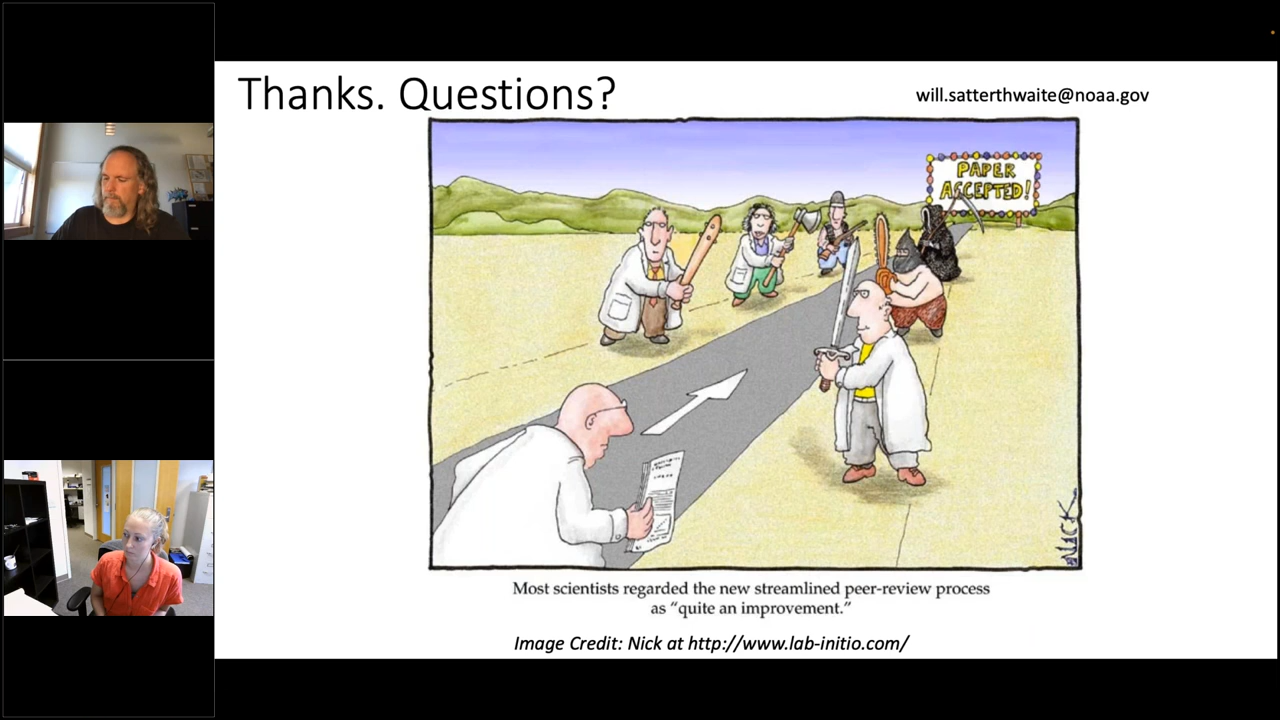 Thanks. Questions?
will.satterthwaite@noaa.gov
PAPER
ACCEPTED!
NICK
Most scientists regarded the new streamlined peer-review process
as “quite an improvement.”
Image Credit: Nick at http://www.lab-initio.com/